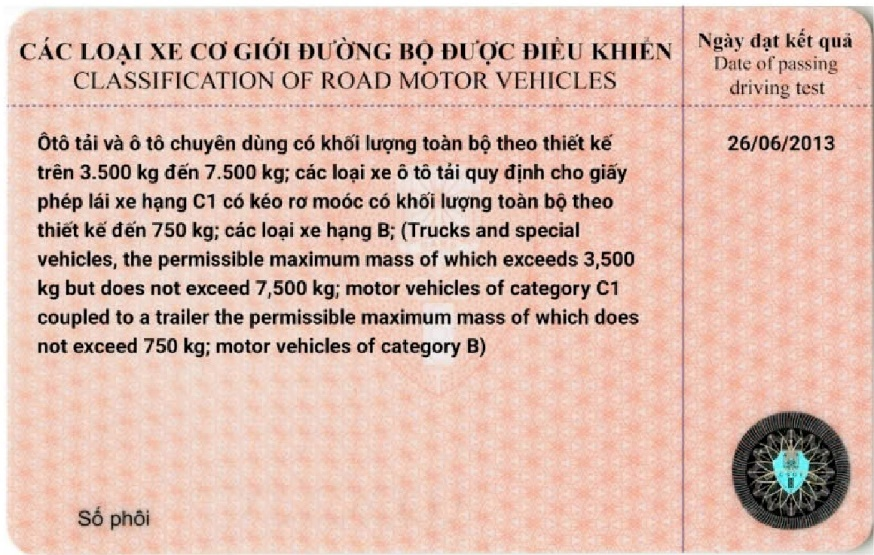 CÁC LOẠI XE CƠ GIỚI ĐƯỜNG BỘ ĐƯỢC ĐIỀU KHIỂN
CLASSIFICATION OF ROAD MOTOR VEHICLES
Ngày đạt kết quả
Date of passing
driving test
Ôtô tải và ô tô chuyên dùng có khối lượng toàn bộ theo thiết kế
trên 3.500 kg đến 7.500 kg; các loại xe ô tô tải quy định cho giấy
phép lái xe hạng C1 có kéo rơ moóc có khối lượng toàn bộ theo
thiết kế đến 750 kg; các loại xe hạng B; (Trucks and special
vehicles, the permissible maximum mass of which exceeds 3,500
kg but does not exceed 7,500 kg; motor vehicles of category C1
coupled to a trailer the permissible maximum mass of which does
not exceed 750 kg; motor vehicles of category B)
26/06/2013
Số phôi